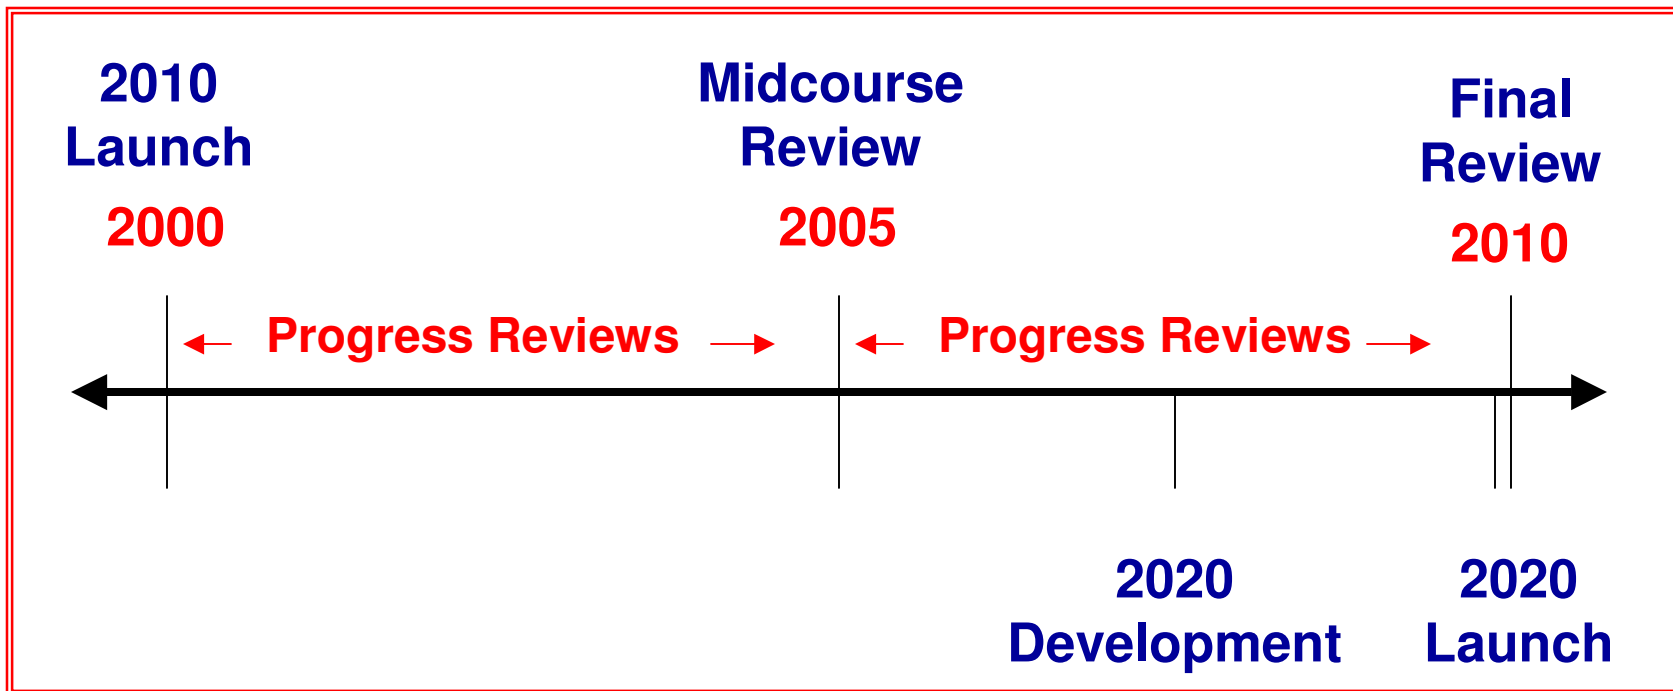 2010
Launch
2000
Midcourse
Review
2005
Final
Review
2010
Progress Reviews
Progress Reviews
2020
Development
2020
Launch